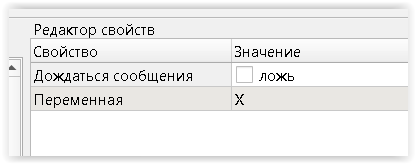 Редактор свойств
Свойство Значение
Дождаться сообщения ложь
Переменная X